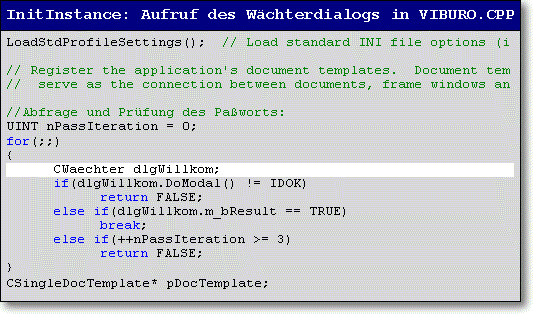 InitInstance: Aufruf des Wächterdialogs in VIBURO.CPP
LoadStdProfileSettings();  // Load standard INI file options (i
// Register the application's document templates.  Document tem
//  serve as the connection between documents, frame windows an
//Abfrage und Prüfung des Paßworts:
UINT nPassIteration = 0;
for(;;)
{
CWaechter dlgWillkom;
if(dlgWillkom.DoModal() != IDOK)
return FALSE;
else if(dlgWillkom.m_bResult == TRUE)
break;
else if(++nPassIteration >= 3)
return FALSE;
}
CSingleDocTemplate* pDocTemplate;